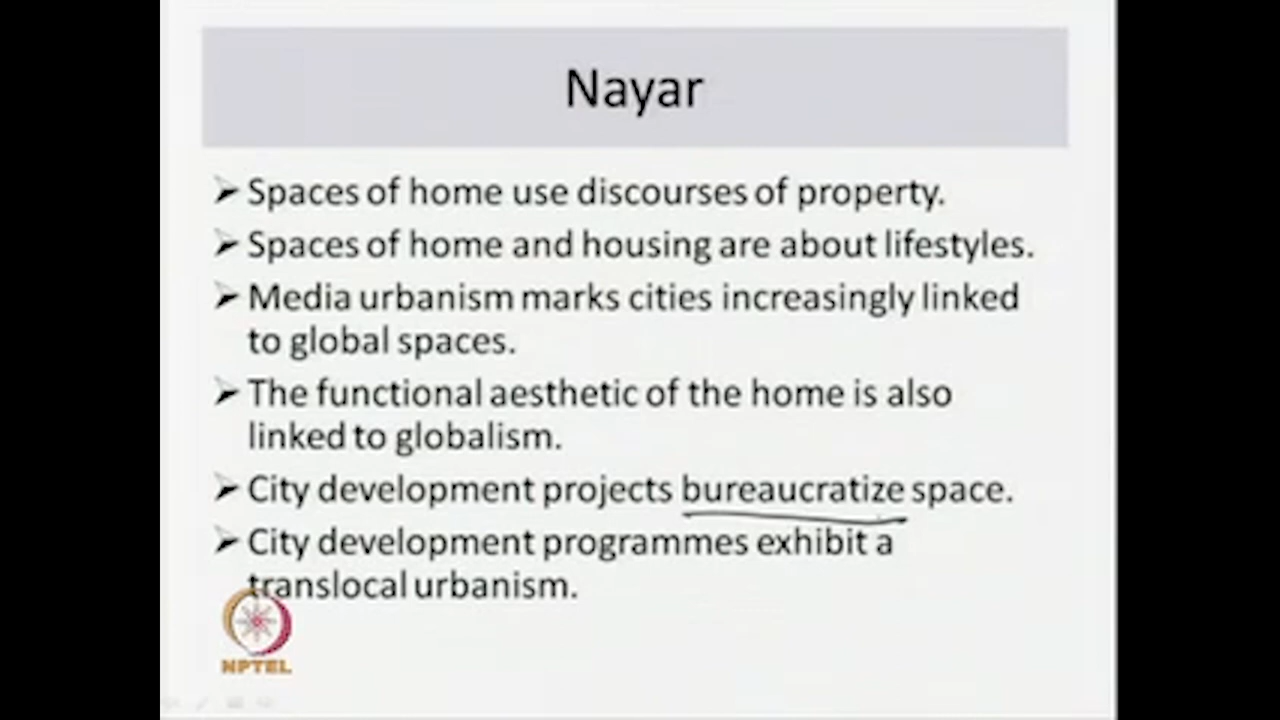 Nayar
➢Spaces of home use discourses of property.
➢Spaces of home and housing are about lifestyles.
➢Media urbanism marks cities increasingly linked
to global spaces.
➢The functional aesthetic of the home is also
linked to globalism.
➢City development projects bureaucratize space.
➢City development programmes exhibit a
translocal urbanism.
NPTEL